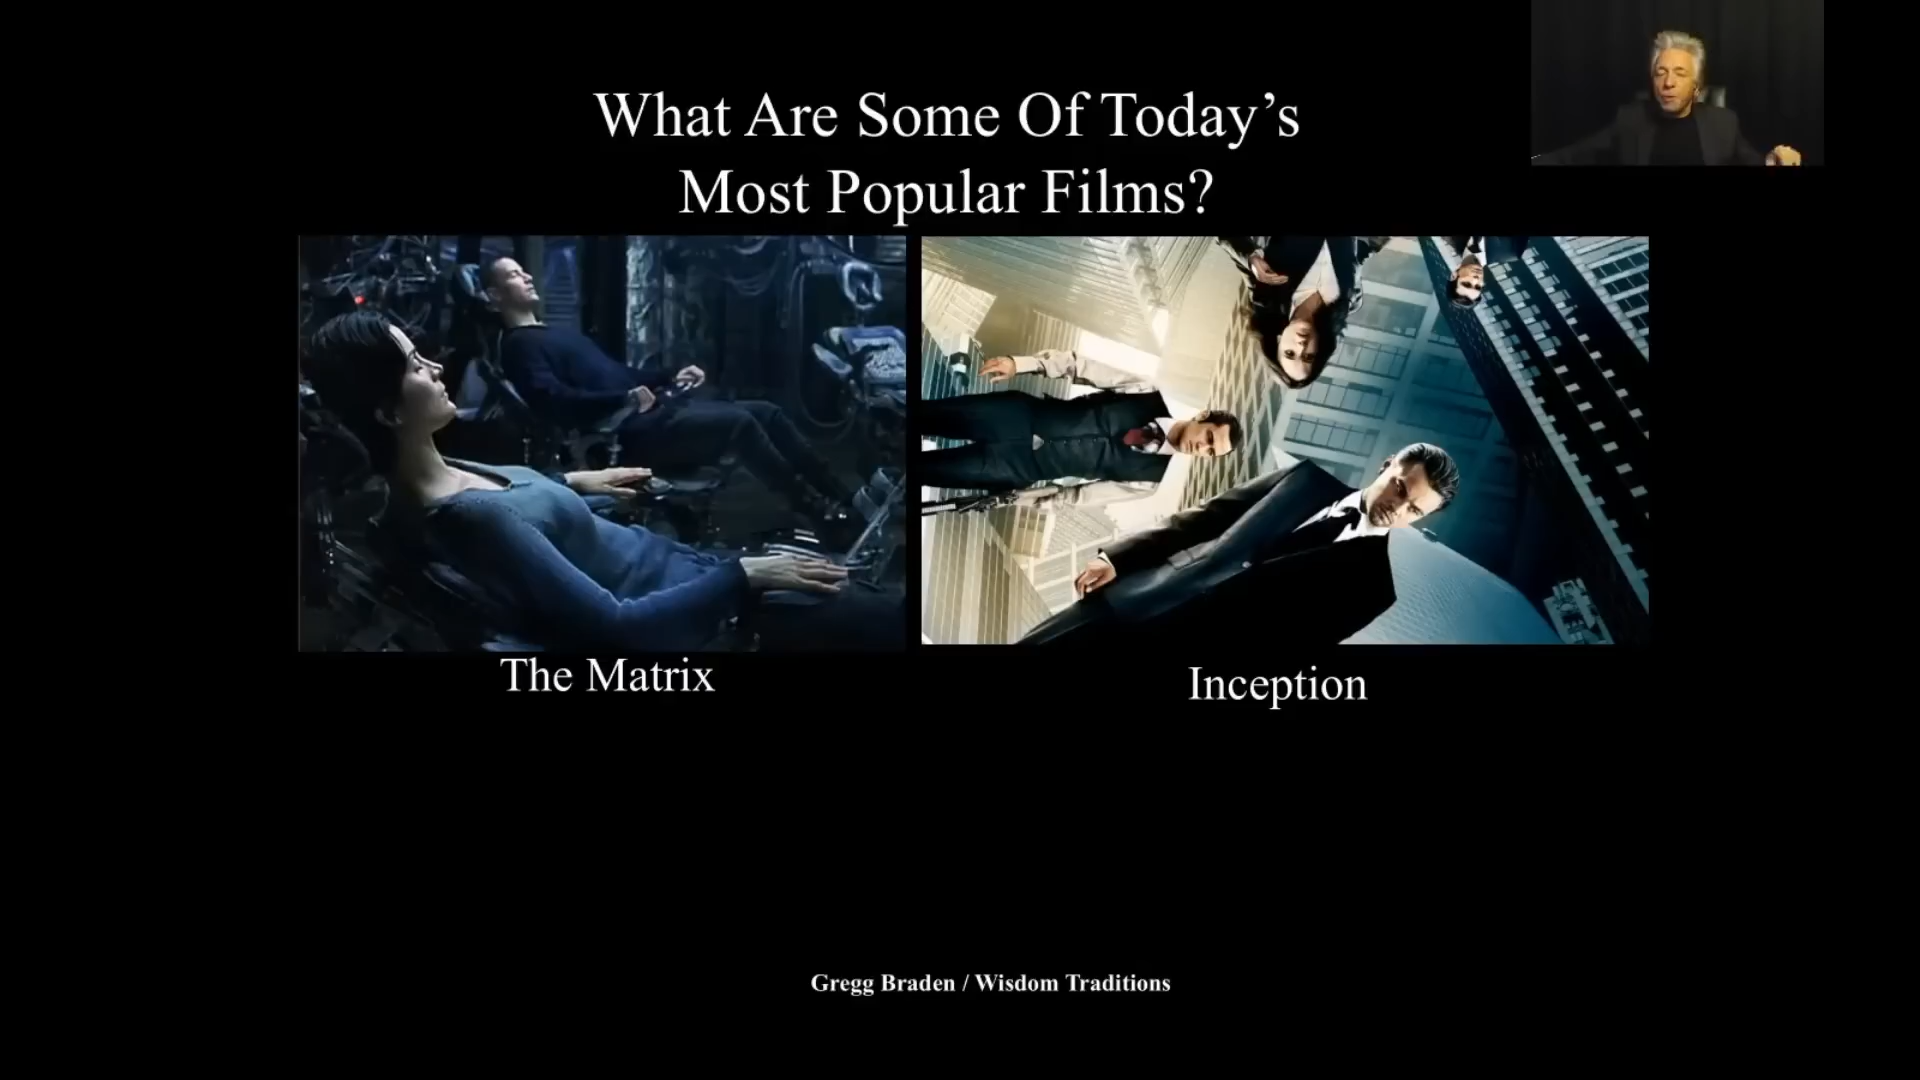 What Are Some Of Today’s
Most Popular Films?
The Matrix
Inception
Gregg Braden / Wisdom Traditions